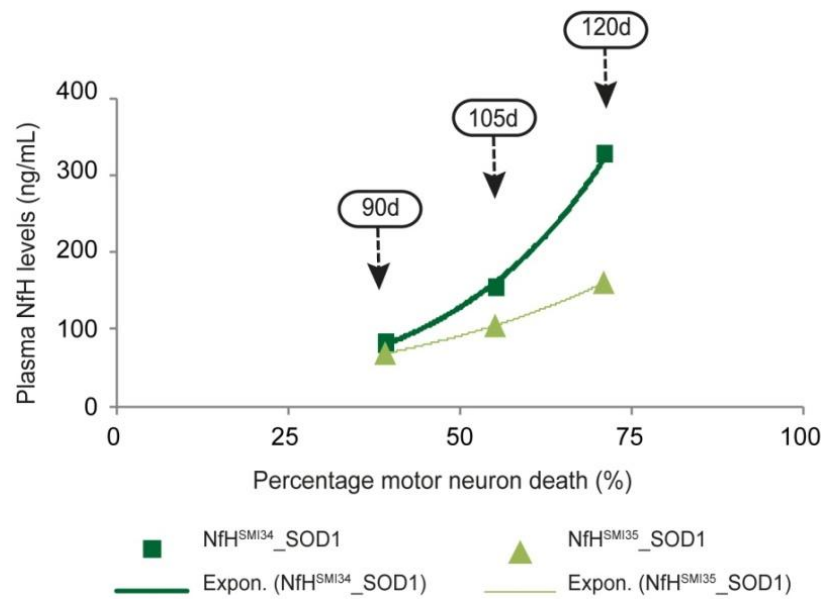 120d
105d
90d
Plasma NfH levels (ng/mL)
400
300
200
100
0
0 25 50 75 100
Percentage motor neuron death (%)
NfHSMI34_SOD1 NfHSMI35_SOD1
Expon. (NfHSMI34_SOD1) Expon. (NfHSMI35_SOD1)